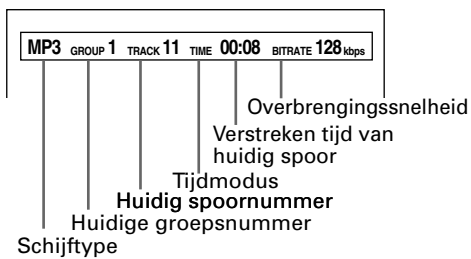 MP3 GROUP 1 TRACK 11 TIME 00:08 BITRATE 128 kbps
Overbrengingssnelheid
Verstreken tijd van
huidig spoor
Tijdmodus
Huidig spoornummer
Huidige groepsnummer
Schijftype